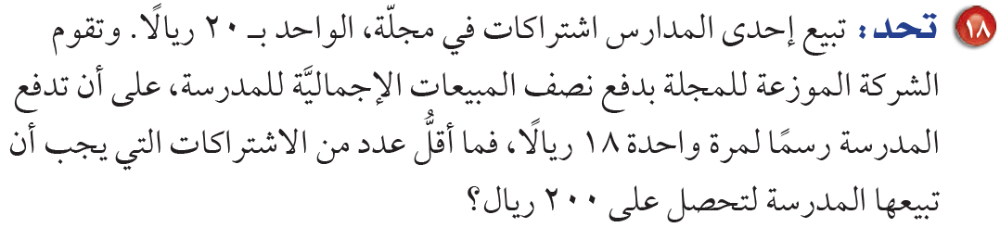 ١٨ تحد: تبيع إحدى المدارس اشتراكات في مجلّة، الواحد بـ ٢٠ ريالًا. وتقوم
الشركة الموزعة للمجلة بدفع نصف المبيعات الإجماليَّة للمدرسة، على أن تدفع
المدرسة رسمًا لمرة واحدة ١٨ ريالًا، فما أقلُّ عدد من الاشتراكات التي يجب أن
تبيعها المدرسة لتحصل على ٢٠٠ ريال؟